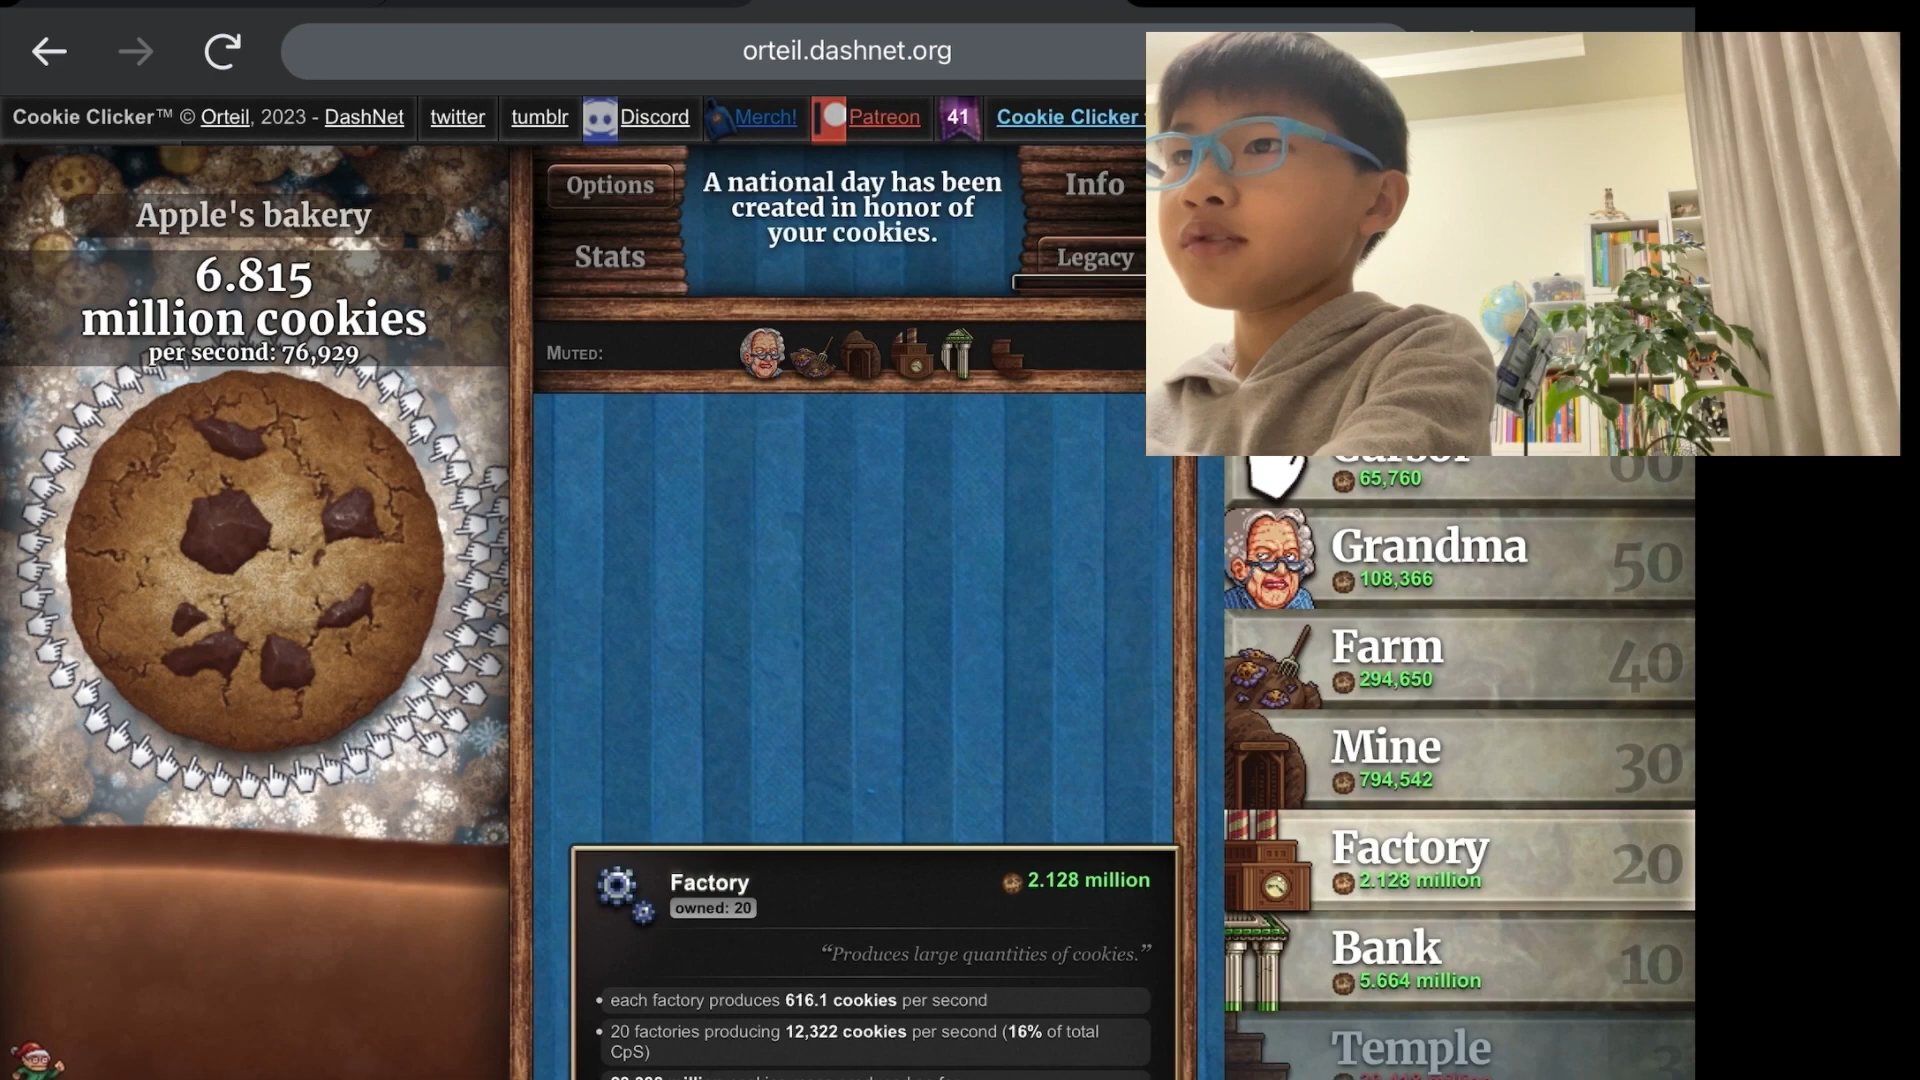 orteil.dashnet.org
Cookie Clicker™ © Orteil, 2023 - DashNet
twitter
tumblr
Discord
Merch!
Patreon
41
Cookie Clicker
Apple's bakery
6.815
million cookies
per second: 76,929
Options
Stats
A national day has been
created in honor of
your cookies.
Info
Legacy
Muted:
Cursor
65,760
60
Grandma
108,366
50
Farm
294,650
40
Mine
794,542
30
Factory
2.128 million
20
Bank
5.664 million
10
Temple
3
Factory
2.128 million
owned: 20
“Produces large quantities of cookies.”
• each factory produces 616.1 cookies per second
• 20 factories producing 12,322 cookies per second (16% of total
CpS)